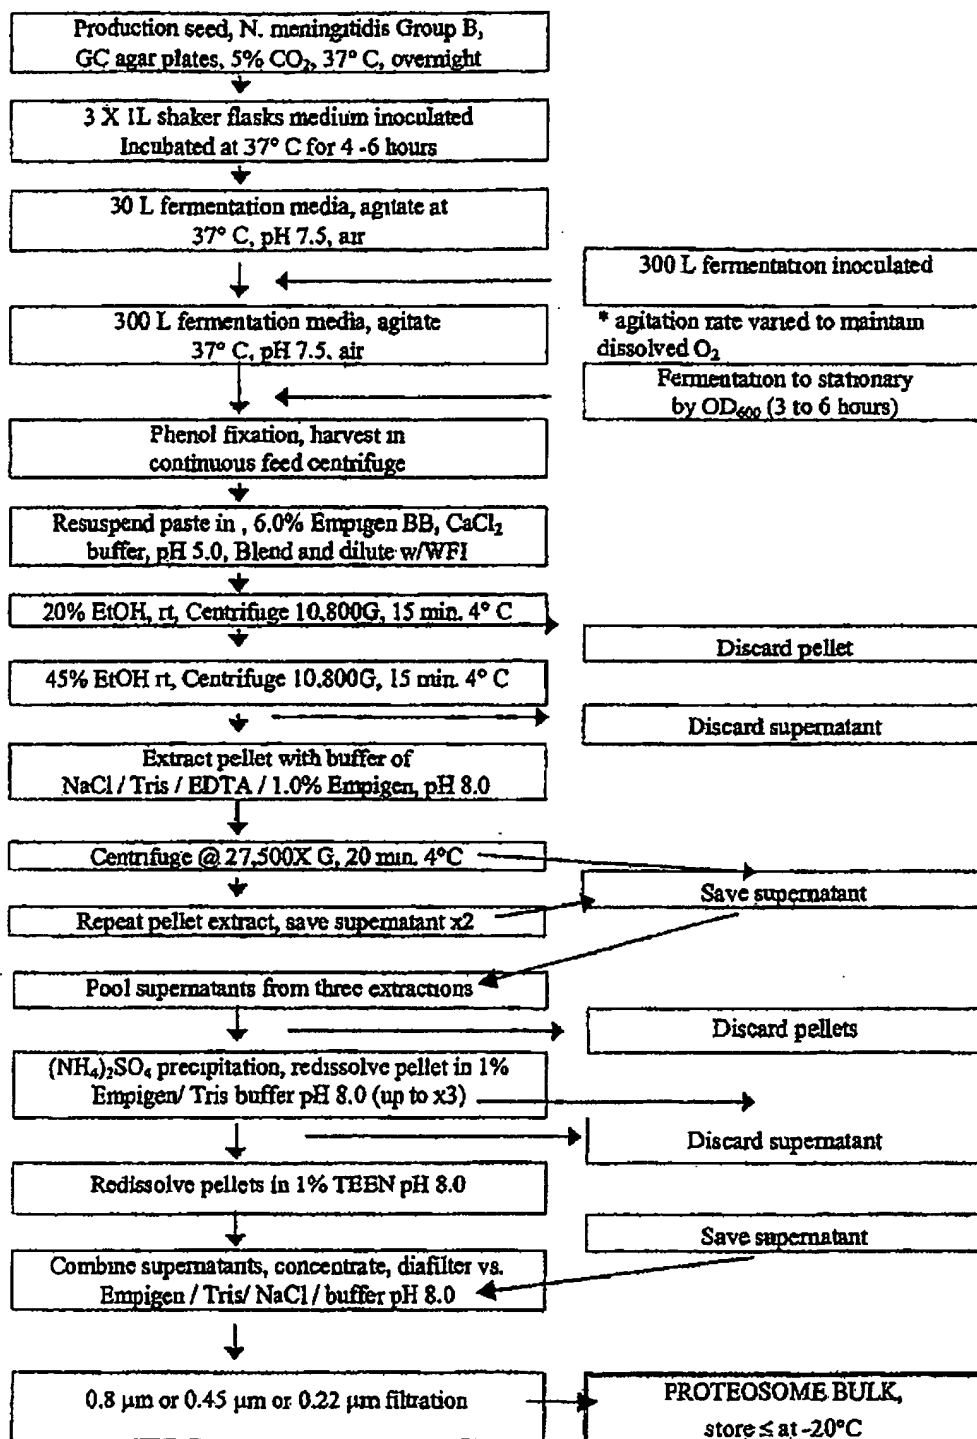 Production seed, N. meningitidis Group B,
GC agar plates, 5% CO₂, 37° C, overnight
3 X 1L shaker flasks medium inoculated
Incubated at 37° C for 4 -6 hours
30 L fermentation media, agitate at
37° C, pH 7.5, air
300 L fermentation inoculated
300 L fermentation media, agitate
37° C, pH 7.5, air
* agitation rate varied to maintain
dissolved O₂
Fermentation to stationary
by OD₆₀₀ (3 to 6 hours)
Phenol fixation, harvest in
continuous feed centrifuge
Resuspend paste in , 6.0% Empigen BB, CaCl₂
buffer, pH 5.0, Blend and dilute w/WFI
20% EtOH, rt, Centrifuge 10.800G, 15 min. 4° C
Discard pellet
45% EtOH rt, Centrifuge 10.800G, 15 min. 4° C
Discard supernatant
Extract pellet with buffer of
NaCl / Tris / EDTA / 1.0% Empigen, pH 8.0
Centrifuge @ 27,500X G, 20 min. 4°C
Save supernatant
Repeat pellet extract, save supernatant x2
Pool supernatants from three extractions
Discard pellets
(NH₄)₂SO₄ precipitation, redissolve pellet in 1%
Empigen/ Tris buffer pH 8.0 (up to x3)
Discard supernatant
Redissolve pellets in 1% TEEN pH 8.0
Save supernatant
Combine supernatants, concentrate, diafilter vs.
Empigen / Tris/ NaCl / buffer pH 8.0
0.8 µm or 0.45 µm or 0.22 µm filtration
PROTEOSOME BULK,
store ≤ at -20°C